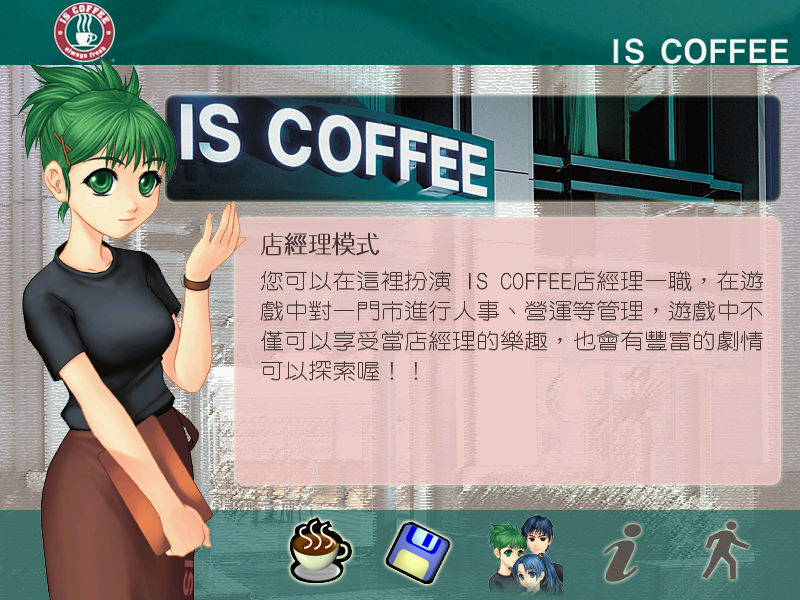 IS COFFEE
always fresh
IS COFFEE
IS COFFEE
店經理模式
您可以在這裡扮演 IS COFFEE店經理一職，在遊
戲中對一門市進行人事、營運等管理，遊戲中不
僅可以享受當店經理的樂趣，也會有豐富的劇情
可以探索喔！！
IS